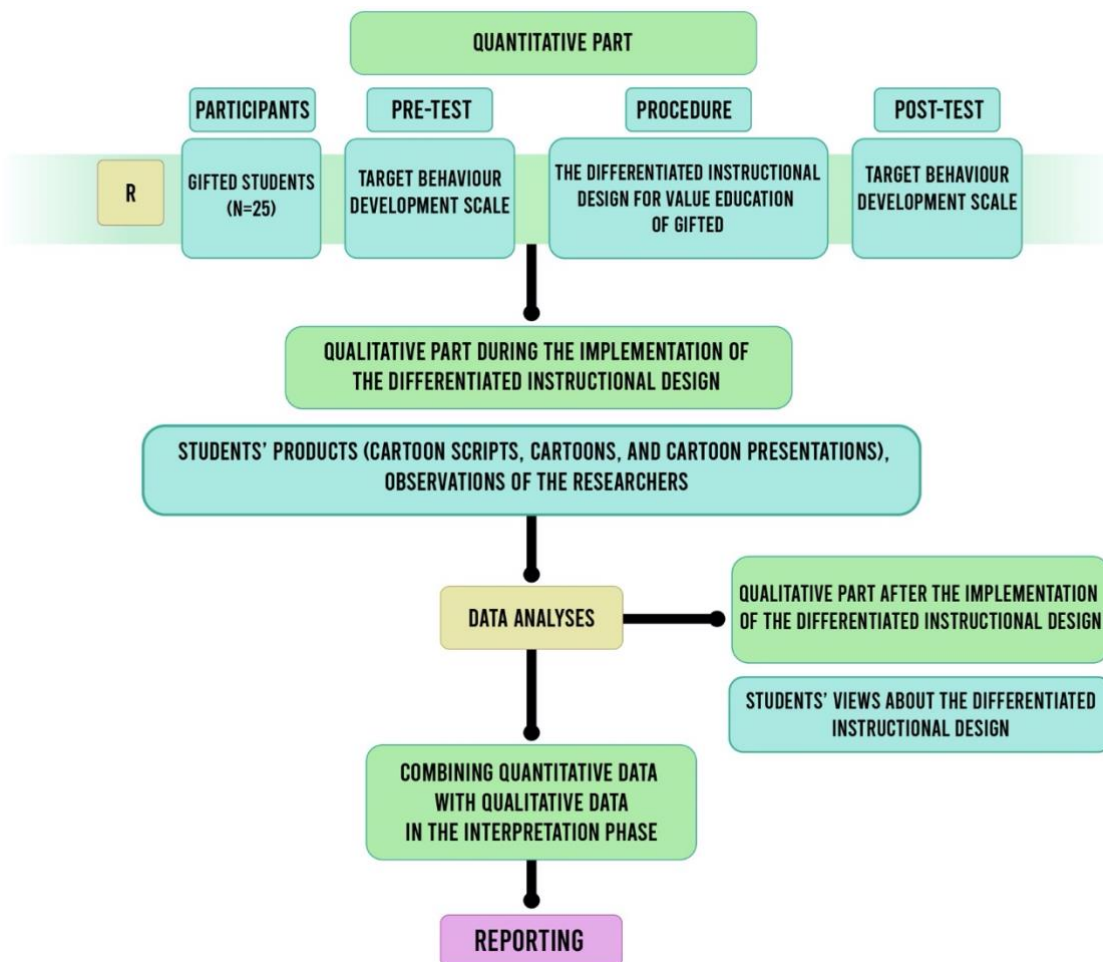 QUANTITATIVE PART
PARTICIPANTS
PRE-TEST
PROCEDURE
POST-TEST
R
GIFTED STUDENTS
(N=25)
TARGET BEHAVIOUR
DEVELOPMENT SCALE
THE DIFFERENTIATED INSTRUCTIONAL
DESIGN FOR VALUE EDUCATION
OF GIFTED
TARGET BEHAVIOUR
DEVELOPMENT SCALE
QUALITATIVE PART DURING THE IMPLEMENTATION OF
THE DIFFERENTIATED INSTRUCTIONAL DESIGN
STUDENTS' PRODUCTS (CARTOON SCRIPTS, CARTOONS, AND CARTOON PRESENTATIONS),
OBSERVATIONS OF THE RESEARCHERS
DATA ANALYSES
QUALITATIVE PART AFTER THE IMPLEMENTATION
OF THE DIFFERENTIATED INSTRUCTIONAL DESIGN
STUDENTS' VIEWS ABOUT THE DIFFERENTIATED
INSTRUCTIONAL DESIGN
COMBINING QUANTITATIVE DATA
WITH QUALITATIVE DATA
IN THE INTERPRETATION PHASE
REPORTING